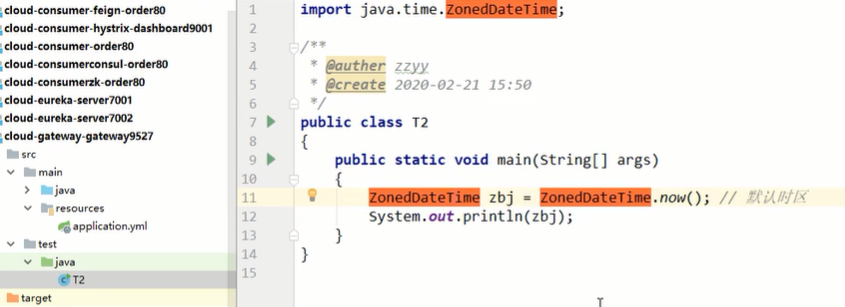 cloud-consumer-feign-order80
cloud-consumer-hystrix-dashboard9001
cloud-consumer-order80
cloud-consumerconsul-order80
cloud-consumerzk-order80
cloud-eureka-server7001
cloud-eureka-server7002
cloud-gateway-gateway9527
src
main
java
resources
application.yml
test
java
T2
target
1 import java.time.ZonedDateTime;
2
3 /**
4 * @auther zzyy
5 * @create 2020-02-21 15:50
6 */
7 public class T2
8 {
9 public static void main(String[] args)
10 {
11 ZonedDateTime zbj = ZonedDateTime.now(); // 默认时区
12 System.out.println(zbj);
13 }
14 }
15